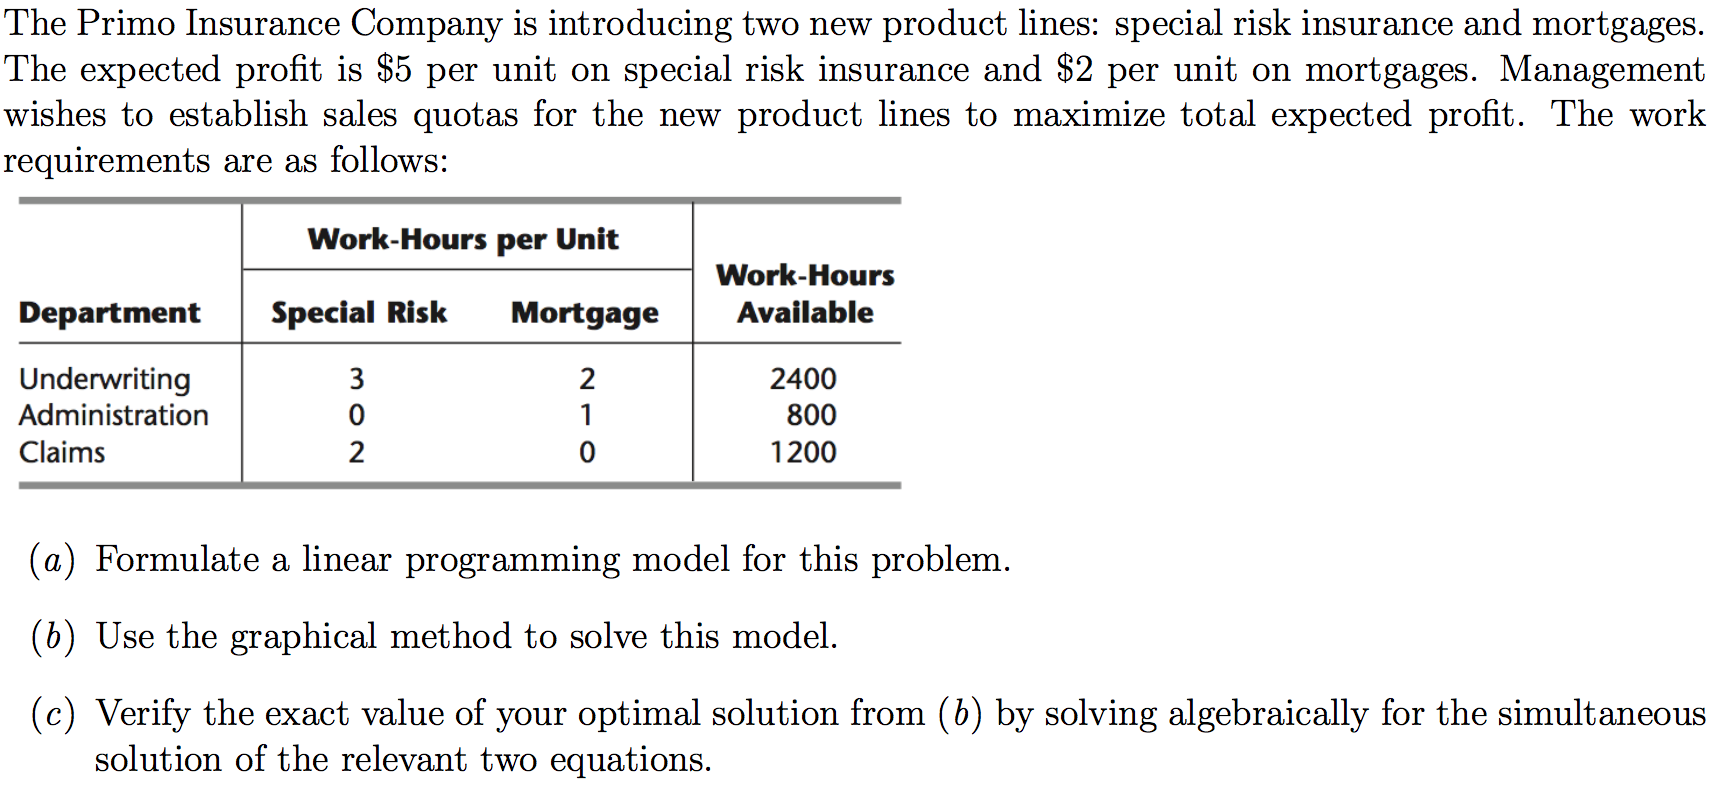 The Primo Insurance Company is introducing two new product lines: special risk insurance and mortgages.
The expected profit is $5 per unit on special risk insurance and $2 per unit on mortgages. Management
wishes to establish sales quotas for the new product lines to maximize total expected profit. The work
requirements are as follows:
Work-Hours per Unit
Work-Hours
Department Special Risk Mortgage Available
Underwriting 3 2 2400
Administration 0 1 800
Claims 2 0 1200
(a) Formulate a linear programming model for this problem.
(b) Use the graphical method to solve this model.
(c) Verify the exact value of your optimal solution from (b) by solving algebraically for the simultaneous
solution of the relevant two equations.